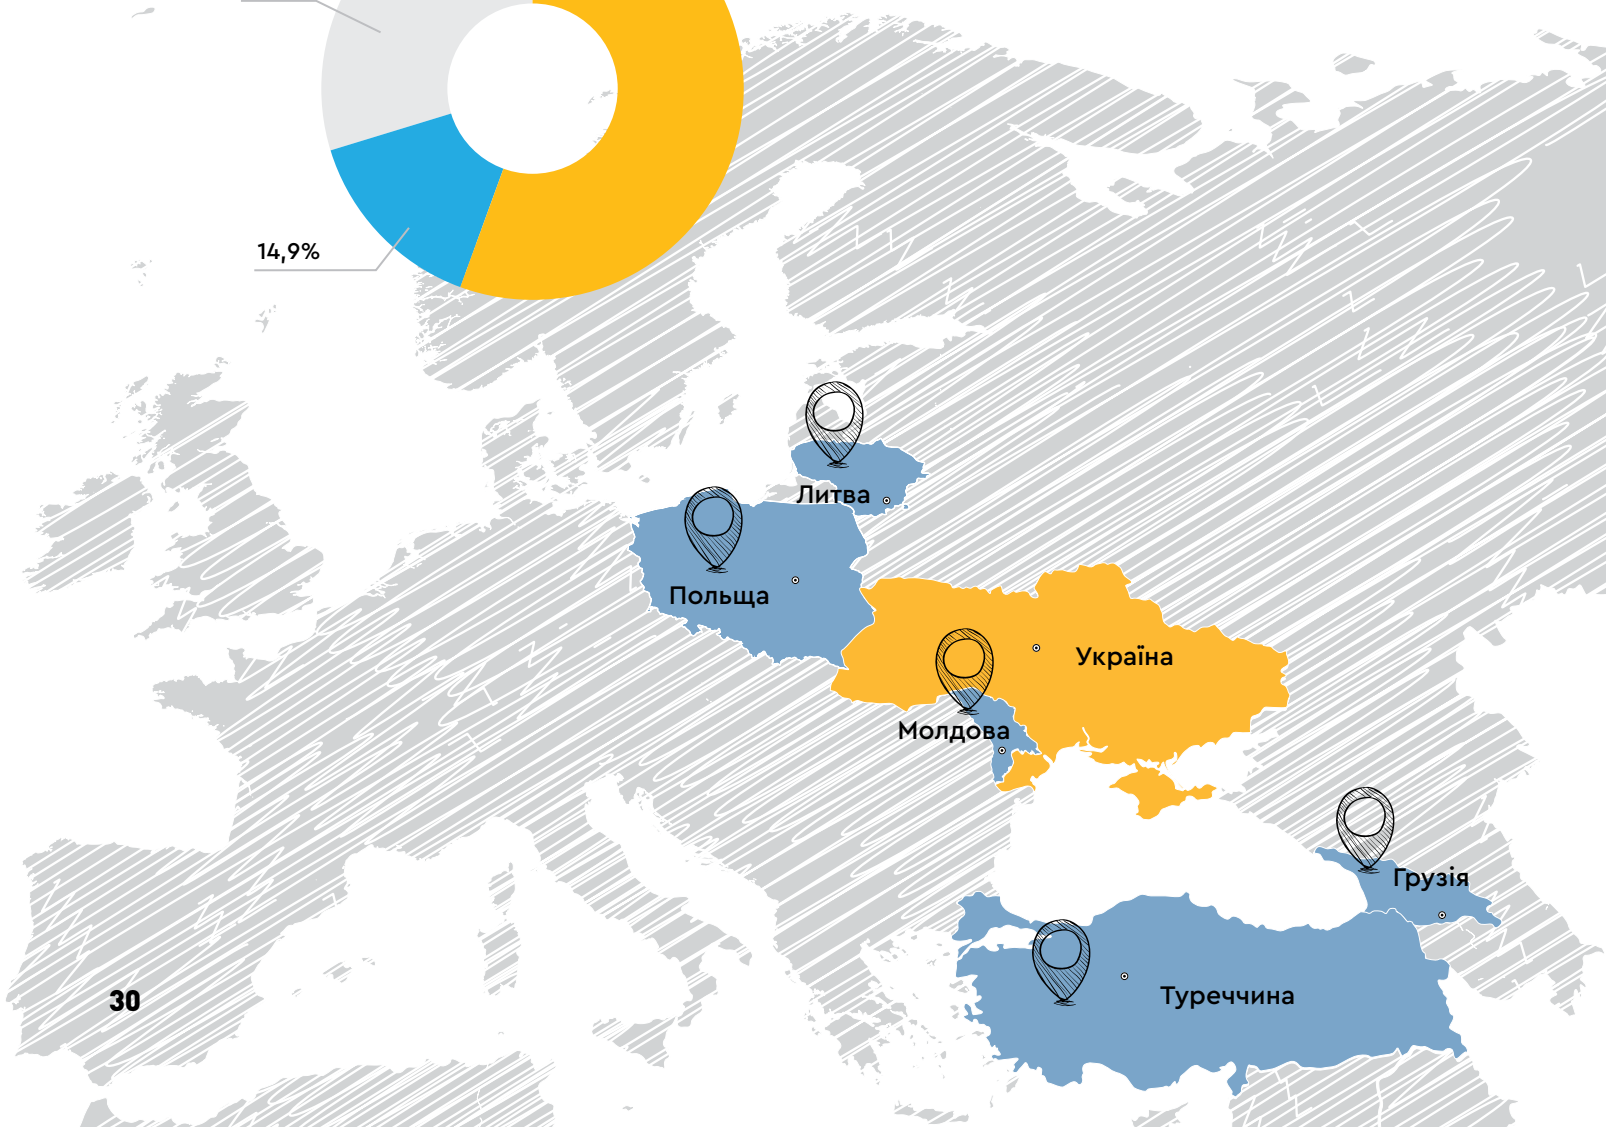 14,9%
Литва
Польща
Україна
Молдова
Грузія
Туреччина
30